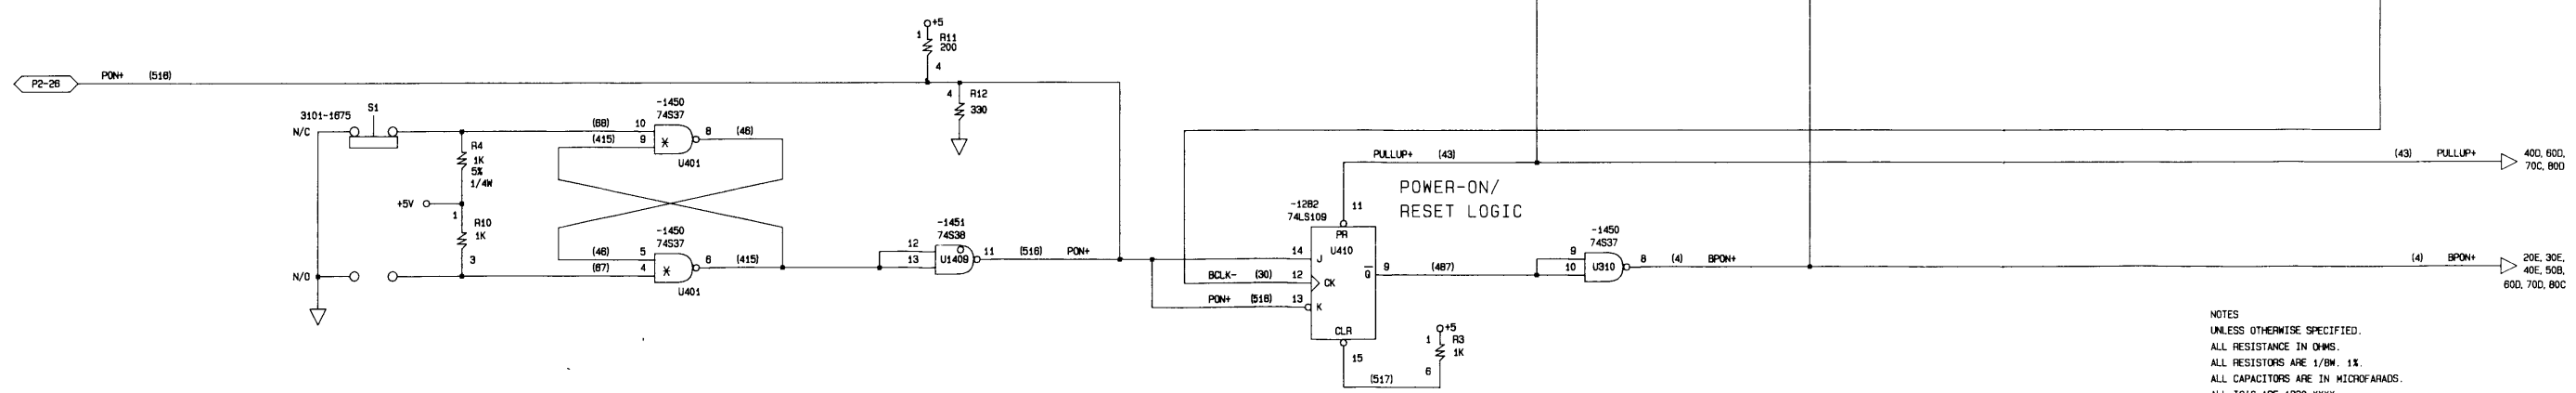 +5
1 R11
200
4
P2-26 PON+ (516)
4 R12
330
S1
3101-1675
N/C
-1450
74S37
(68) 10
(415) 9
*
8 (46)
U401
R4
1K
5%
1/4W
+5V
1 R10
1K
3
N/O
-1450
74S37
(46) 5
(67) 4
*
6 (415)
U401
-1451
74S38
12
13
U1409
11 (516) PON+
PULLUP+ (43)
(43) PULLUP+
40D, 60D,
70C, 80D
POWER-ON/
RESET LOGIC
-1282
74LS109
11
PR
U410
14 J
BCLK- (30) 12 CK
PON+ (516) 13 K
Q 9 (487)
CLR
15
(517)
+5
1 R3
1K
6
-1450
74S37
9
10
U310
8 (4) BPON+
(4) BPON+
20E, 30E,
40E, 50B,
60D, 70D, 80C
NOTES
UNLESS OTHERWISE SPECIFIED.
ALL RESISTANCE IN OHMS.
ALL RESISTORS ARE 1/8W. 1%.
ALL CAPACITORS ARE IN MICROFARADS.